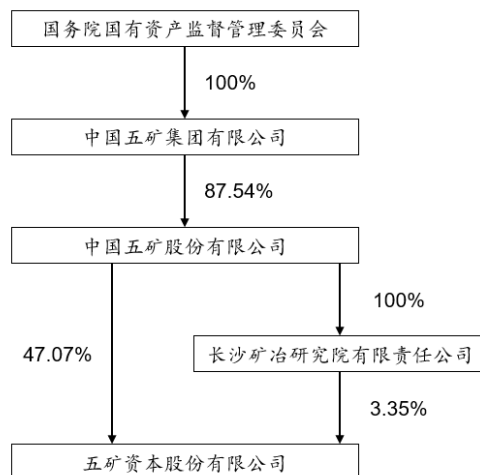 国务院国有资产监督管理委员会
100%
中国五矿集团有限公司
87.54%
中国五矿股份有限公司
100%
47.07%
长沙矿冶研究院有限责任公司
3.35%
五矿资本股份有限公司